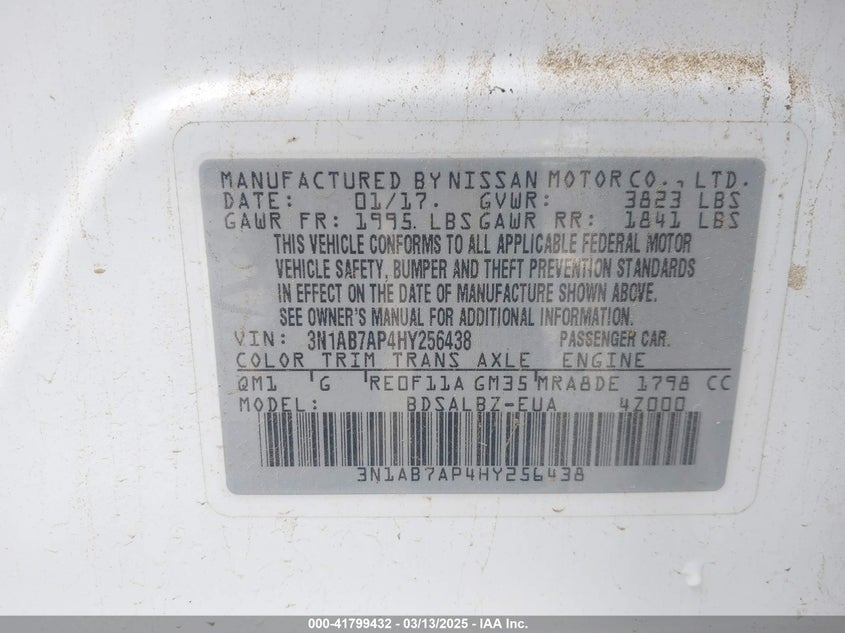 MANUFACTURED BY NISSAN MOTOR CO., LTD.
DATE: 01/17. GVWR: 3823 LBS
GAWR FR: 1995. LBS GAWR RR: 1841 LBS
THIS VEHICLE CONFORMS TO ALL APPLICABLE FEDERAL MOTOR
VEHICLE SAFETY, BUMPER AND THEFT PREVENTION STANDARDS
IN EFFECT ON THE DATE OF MANUFACTURE SHOWN ABOVE.
SEE OWNER'S MANUAL FOR ADDITIONAL INFORMATION.
VIN: 3N1AB7AP4HY256438 PASSENGER CAR.
COLOR TRIM TRANS AXLE ENGINE
QM1 G RE0F11A GM35 MRA8DE 1798 CC
MODEL: BDSALBZ-EUA 4Z000
3N1AB7AP4HY256438
000-41799432 — 03/13/2025 — IAA Inc.